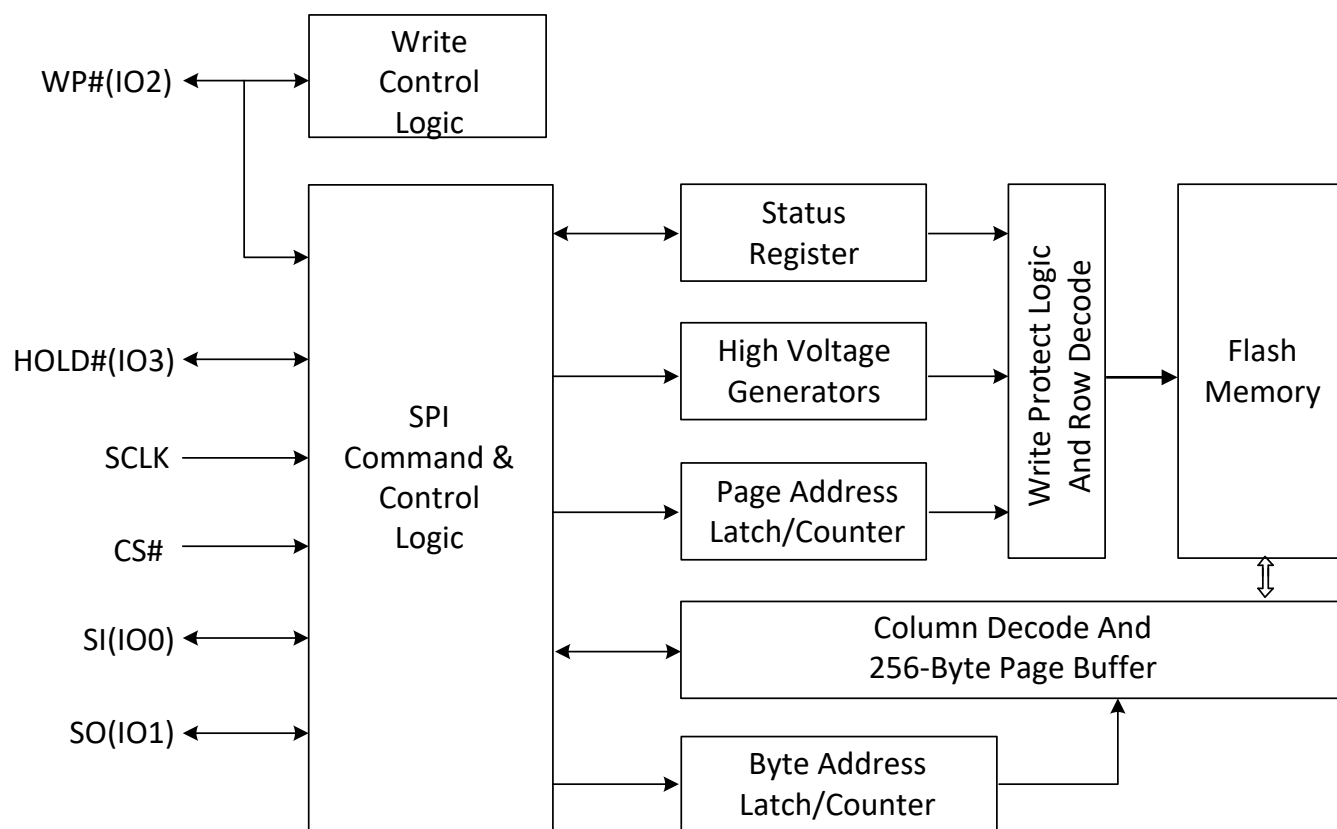 WP#(IO2)
Write
Control
Logic
HOLD#(IO3)
SCLK
CS#
SI(IO0)
SO(IO1)
SPI
Command &
Control
Logic
Status
Register
High Voltage
Generators
Page Address
Latch/Counter
Write Protect Logic
And Row Decode
Flash
Memory
Column Decode And
256-Byte Page Buffer
Byte Address
Latch/Counter